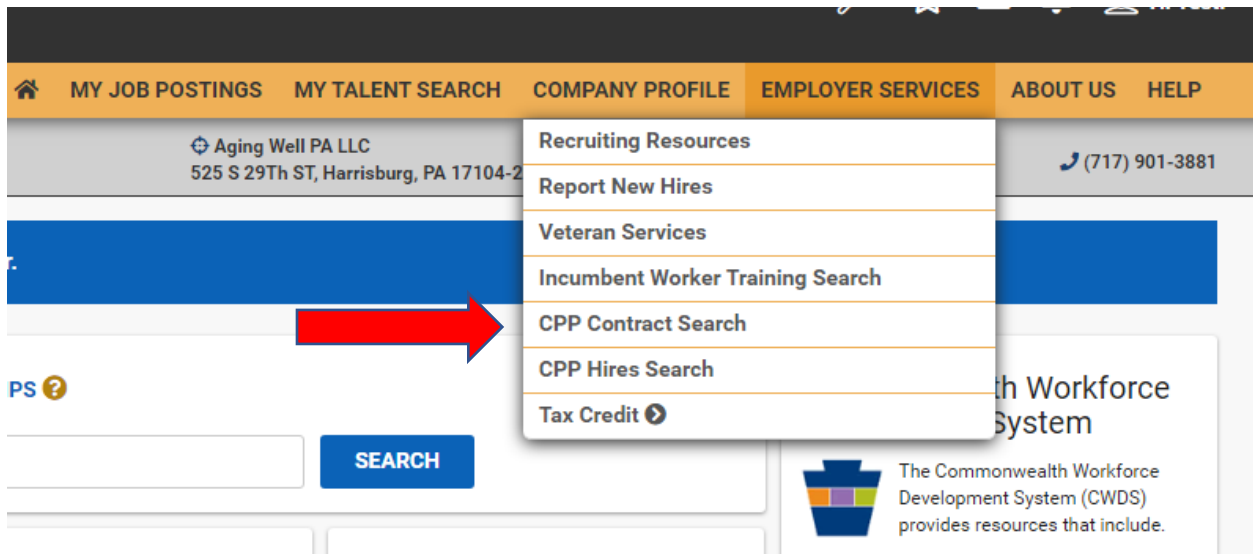 MY JOB POSTINGS MY TALENT SEARCH COMPANY PROFILE EMPLOYER SERVICES ABOUT US HELP
Aging Well PA LLC
525 S 29Th ST, Harrisburg, PA 17104-2
(717) 901-3881
Recruiting Resources
Report New Hires
Veteran Services
Incumbent Worker Training Search
CPP Contract Search
CPP Hires Search
Tax Credit
r.
PS ?
SEARCH
th Workforce
System
The Commonwealth Workforce
Development System (CWDS)
provides resources that include.